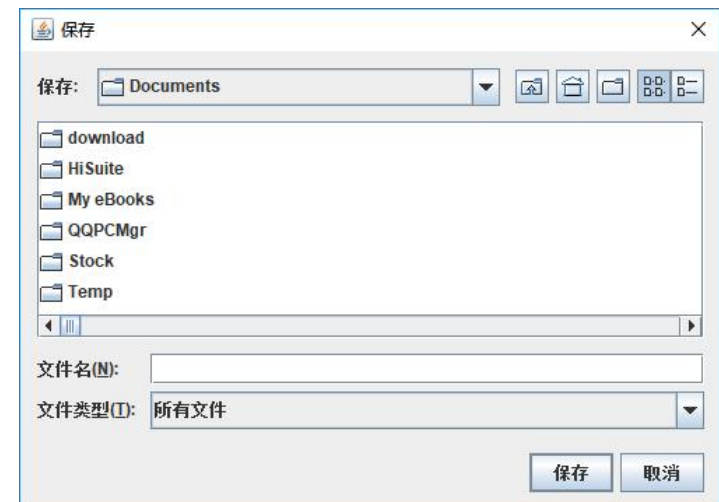 保存
保存: Documents
download
HiSuite
My eBooks
QQPCMgr
Stock
Temp
文件名(N):
文件类型(T): 所有文件
保存 取消